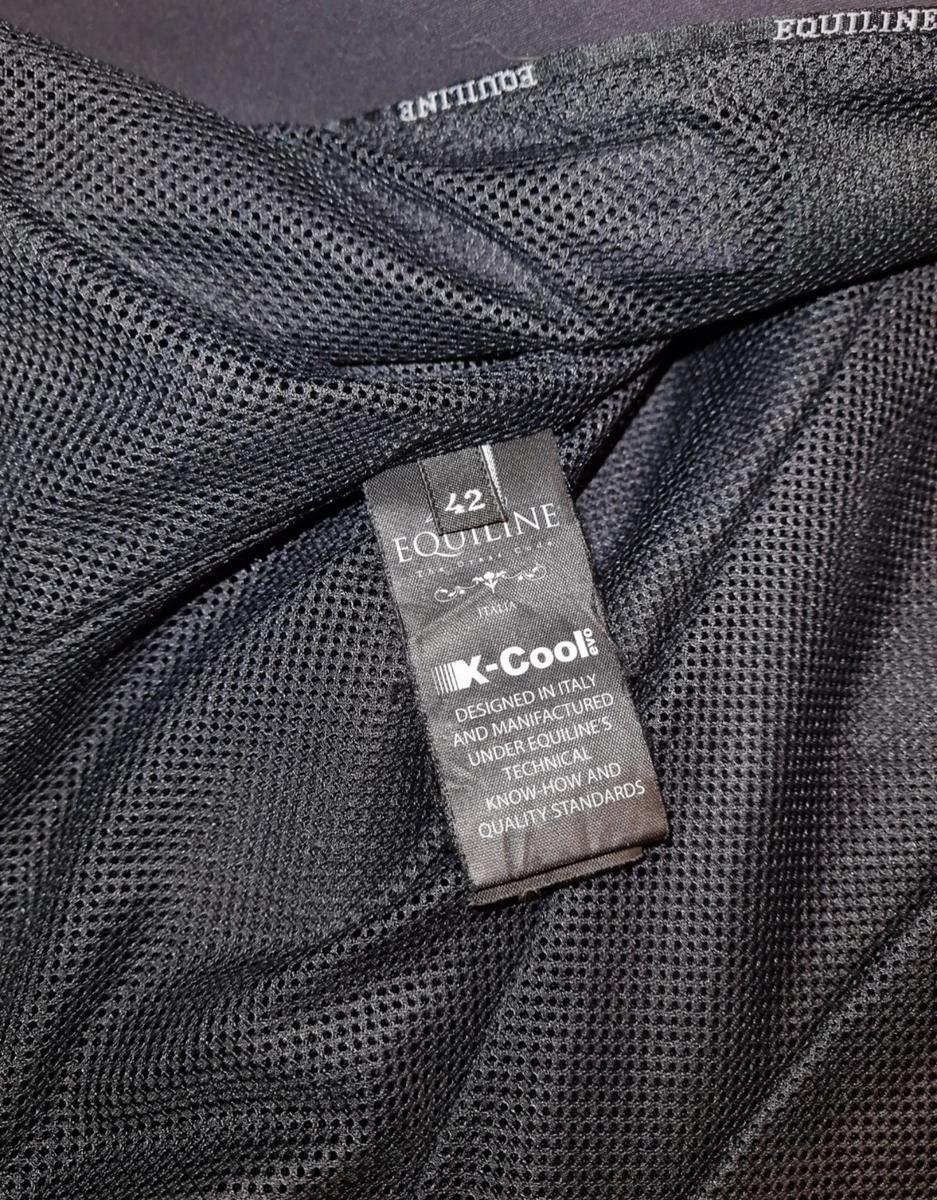 EQUILINE
EQUILINE
42
EQUILINE
ITALIA
X-Cool evo
DESIGNED IN ITALY
AND MANIFACTURED
UNDER EQUILINE'S
TECHNICAL
KNOW-HOW AND
QUALITY STANDARDS